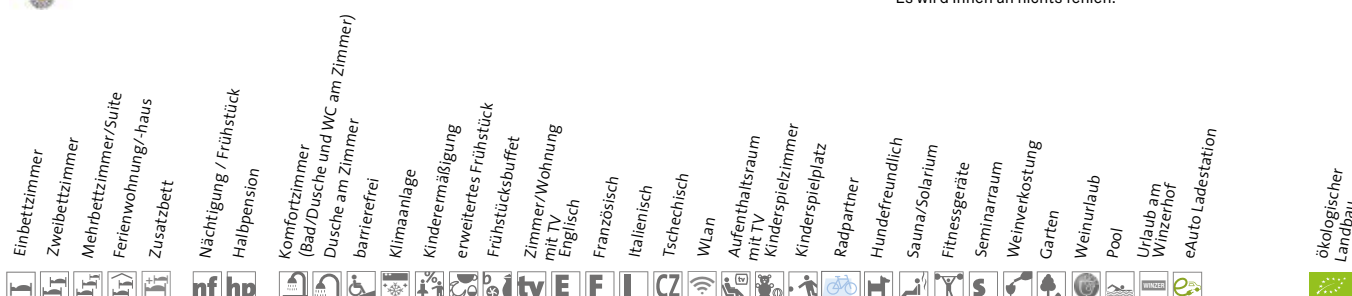 Es wird Ihnen an nichts fehlen.
Einbettzimmer
Zweibettzimmer
Mehrbettzimmer/Suite
Ferienwohnung/-haus
Zusatzbett
Nächtigung / Frühstück
Halbpension
Komfortzimmer
(Bad/Dusche und WC am Zimmer)
Dusche am Zimmer
barrierefrei
Klimaanlage
Kinderermäßigung
erweitertes Frühstück
Frühstücksbuffet
Zimmer/Wohnung
mit TV
Englisch
Französisch
Italienisch
Tschechisch
WLan
Aufenthaltsraum
mit TV
Kinderspielzimmer
Kinderspielplatz
Radpartner
Hundefreundlich
Sauna/Solarium
Fitnessgeräte
Seminarraum
Weinverkostung
Garten
Weinurlaub
Pool
Urlaub am
Winzerhof
eAuto Ladestation
ökologischer
Landbau
nf hp b tv E F I CZ tv s WINZER e